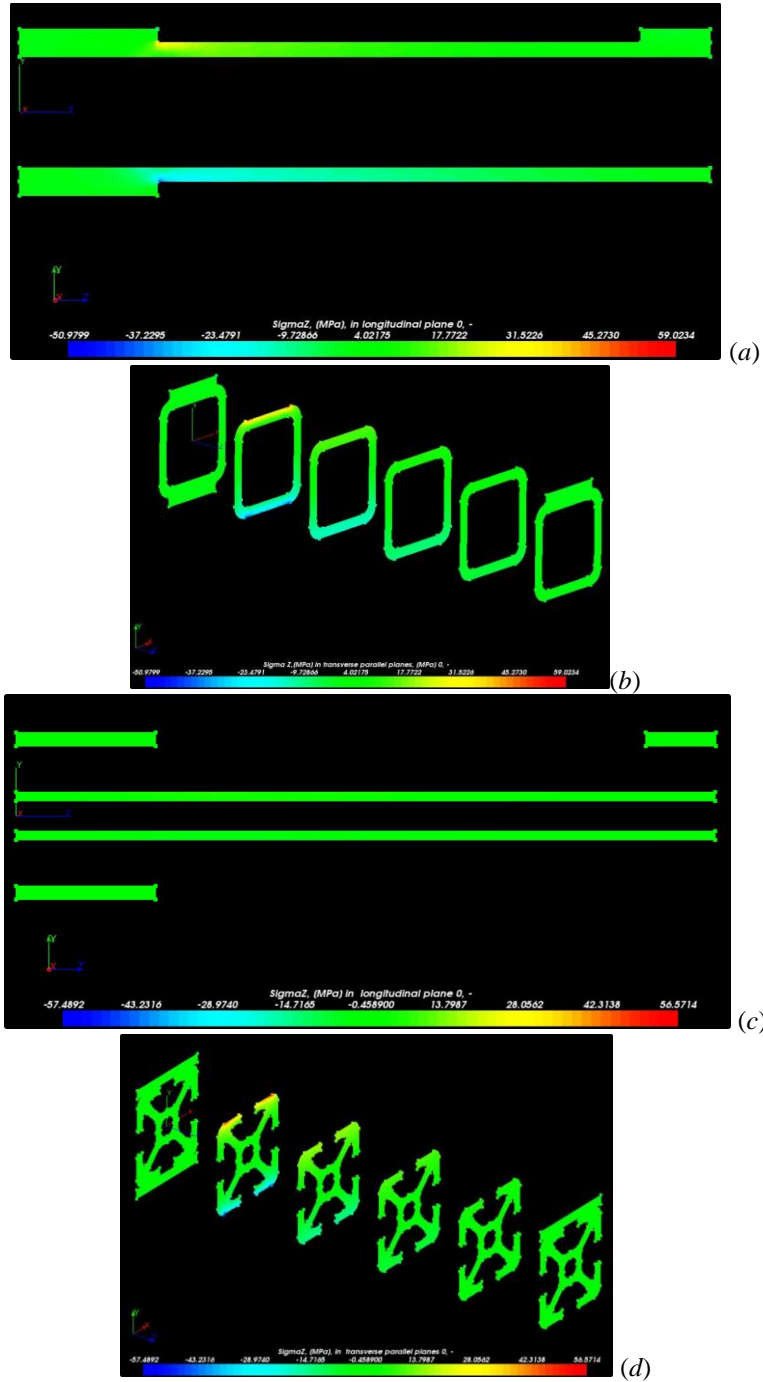 Y
X
Z
Y
X
Z
SigmaZ, (MPa), in longitudinal plane 0, -
-50.9799 -37.2295 -23.4791 -9.72866 4.02175 17.7722 31.5226 45.2730 59.0234
(a)
Y
Y
X
Z
Sigma Z,(MPa) in transverse parallel planes, (MPa) 0, -
-50.9799 -37.2295 -23.4791 -9.72866 4.02175 17.7722 31.5226 45.2730 59.0234
(b)
Y
X
Z
Y
X
Z
SigmaZ, (MPa) in longitudinal plane 0, -
-57.4892 -43.2316 -28.9740 -14.7165 -0.458900 13.7987 28.0562 42.3138 56.5714
(c)
Y
X
Z
SigmaZ, (MPa), in transverse parallel planes 0, -
-57.4892 -43.2316 -28.9740 -14.7165 -0.458900 13.7987 28.0562 42.3138 56.5714
(d)